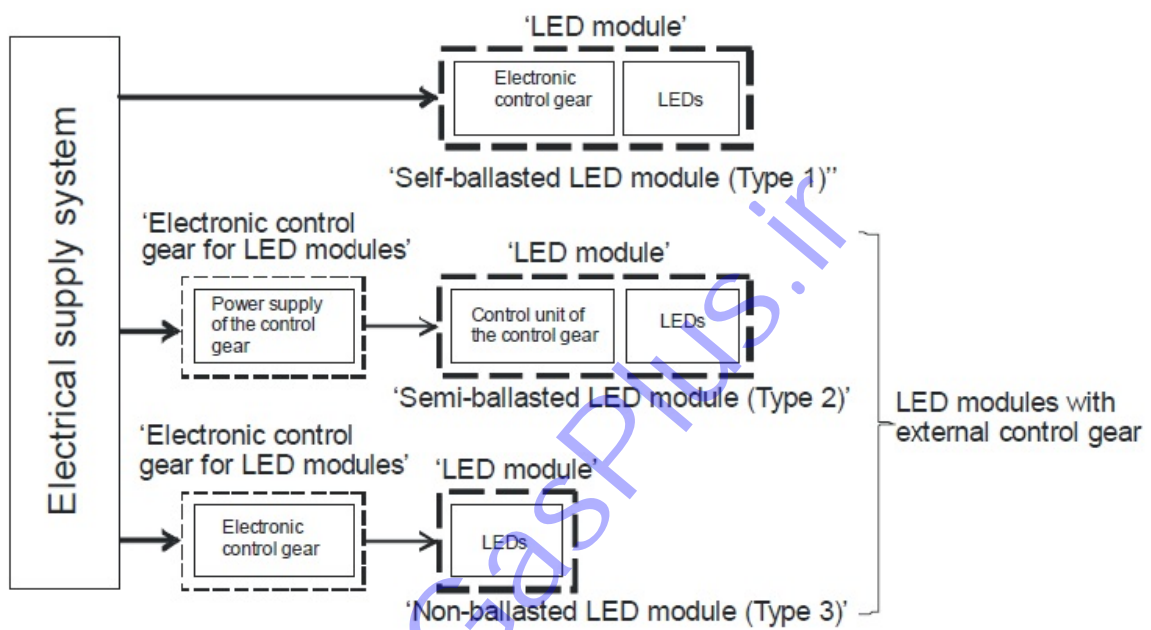 Electrical supply system
‘LED module’
Electronic
control gear
LEDs
‘Self-ballasted LED module (Type 1)’’
‘Electronic control
gear for LED modules’
‘LED module’
Power supply
of the control
gear
Control unit of
the control gear
LEDs
‘Semi-ballasted LED module (Type 2)’
‘Electronic control
gear for LED modules’
‘LED module’
Electronic
control gear
LEDs
‘Non-ballasted LED module (Type 3)’
LED modules with
external control gear
GasPlus.ir